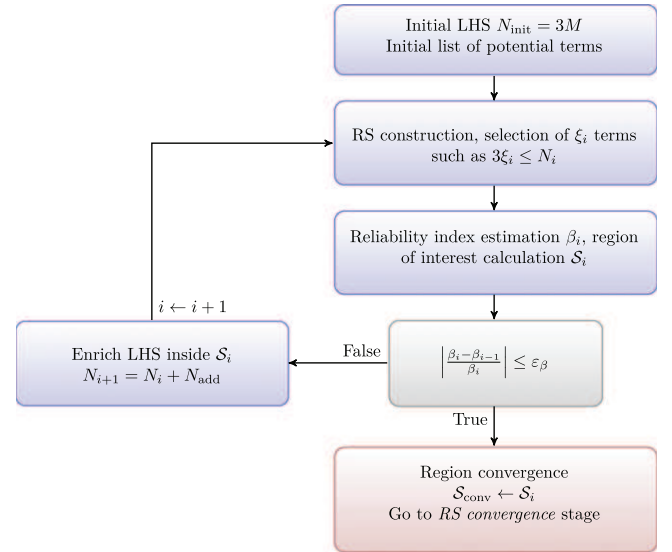 Initial LHS $N_{\text{init}} = 3M$
Initial list of potential terms
RS construction, selection of $\xi_i$ terms
such as $3\xi_i \leq N_i$
Reliability index estimation $\beta_i$, region
of interest calculation $\mathcal{S}_i$
$i \leftarrow i + 1$
Enrich LHS inside $\mathcal{S}_i$
$N_{i+1} = N_i + N_{\text{add}}$
False
$\left| \frac{\beta_i - \beta_{i-1}}{\beta_i} \right| \leq \varepsilon_\beta$
True
Region convergence
$\mathcal{S}_{\text{conv}} \leftarrow \mathcal{S}_i$
Go to RS convergence stage